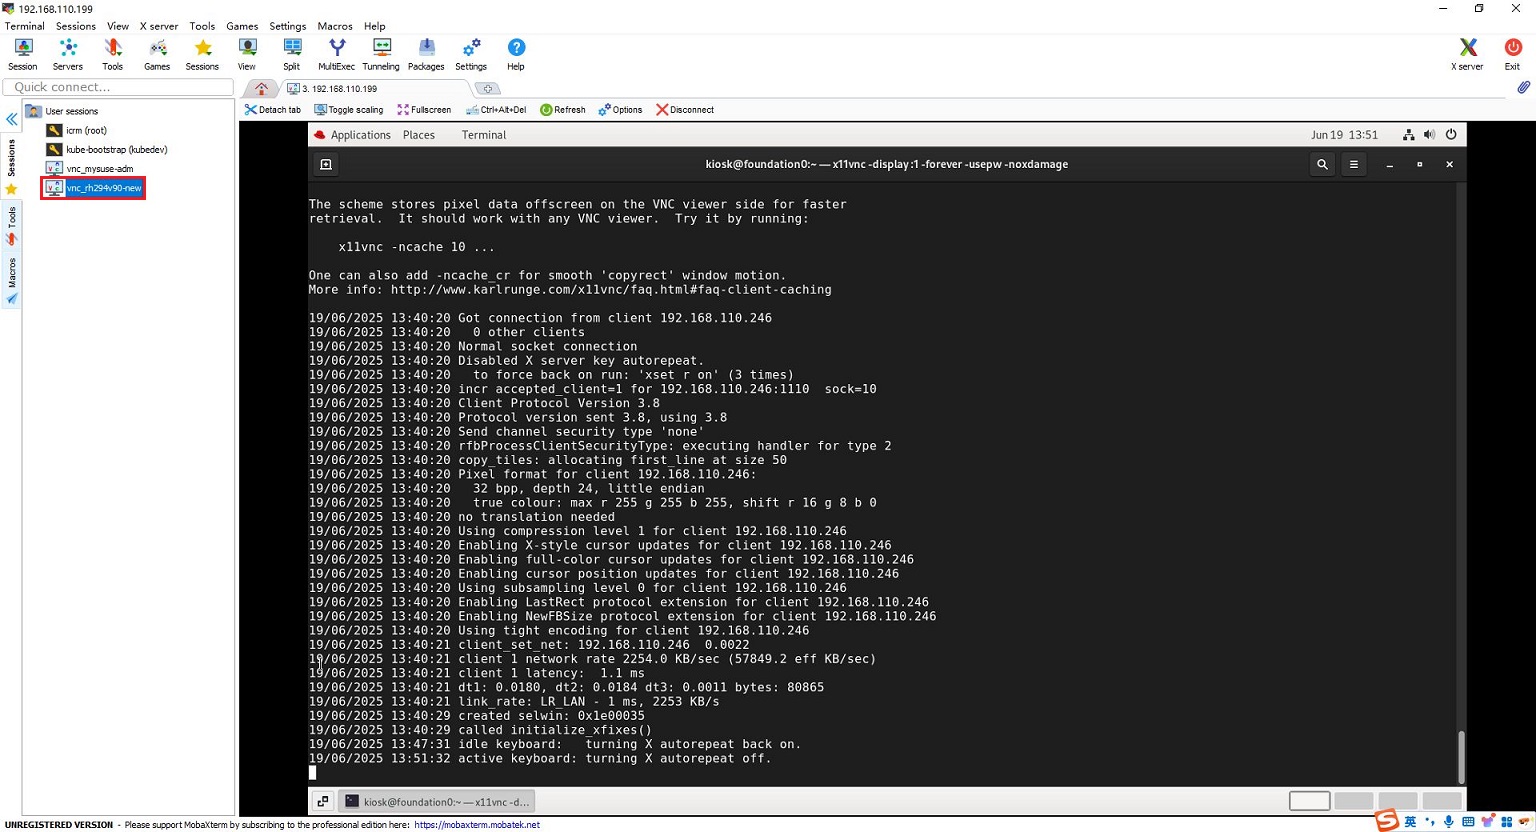 192.168.110.199
Terminal Sessions View X server Tools Games Settings Macros Help
Session Servers Tools Games Sessions View Split MultiExec Tunneling Packages Settings Help X server Exit
Quick connect...
3. 192.168.110.199
Detach tab Toggle scaling Fullscreen Ctrl+Alt+Del Refresh Options Disconnect
Sessions
Tools
Macros
User sessions
icrm (root)
kube-bootstrap (kubedev)
vnc_mysuse-adm
vnc_rh294v90-new
Applications Places Terminal Jun 19 13:51
kiosk@foundation0:~ — x11vnc -display :1 -forever -usepw -noxdamage
The scheme stores pixel data offscreen on the VNC viewer side for faster
retrieval.  It should work with any VNC viewer.  Try it by running:
x11vnc -ncache 10 ...
One can also add -ncache_cr for smooth 'copyrect' window motion.
More info: http://www.karlrunge.com/x11vnc/faq.html#faq-client-caching
19/06/2025 13:40:20 Got connection from client 192.168.110.246
19/06/2025 13:40:20   0 other clients
19/06/2025 13:40:20 Normal socket connection
19/06/2025 13:40:20 Disabled X server key autorepeat.
19/06/2025 13:40:20   to force back on run: 'xset r on' (3 times)
19/06/2025 13:40:20 incr accepted_client=1 for 192.168.110.246:1110  sock=10
19/06/2025 13:40:20 Client Protocol Version 3.8
19/06/2025 13:40:20 Protocol version sent 3.8, using 3.8
19/06/2025 13:40:20 Send channel security type 'none'
19/06/2025 13:40:20 rfbProcessClientSecurityType: executing handler for type 2
19/06/2025 13:40:20 copy_tiles: allocating first_line at size 50
19/06/2025 13:40:20 Pixel format for client 192.168.110.246:
19/06/2025 13:40:20   32 bpp, depth 24, little endian
19/06/2025 13:40:20   true colour: max r 255 g 255 b 255, shift r 16 g 8 b 0
19/06/2025 13:40:20 no translation needed
19/06/2025 13:40:20 Using compression level 1 for client 192.168.110.246
19/06/2025 13:40:20 Enabling X-style cursor updates for client 192.168.110.246
19/06/2025 13:40:20 Enabling full-color cursor updates for client 192.168.110.246
19/06/2025 13:40:20 Enabling cursor position updates for client 192.168.110.246
19/06/2025 13:40:20 Using subsampling level 0 for client 192.168.110.246
19/06/2025 13:40:20 Enabling LastRect protocol extension for client 192.168.110.246
19/06/2025 13:40:20 Enabling NewFBSize protocol extension for client 192.168.110.246
19/06/2025 13:40:20 Using tight encoding for client 192.168.110.246
19/06/2025 13:40:21 client_set_net: 192.168.110.246  0.0022
19/06/2025 13:40:21 client 1 network rate 2254.0 KB/sec (57849.2 eff KB/sec)
19/06/2025 13:40:21 client 1 latency:  1.1 ms
19/06/2025 13:40:21 dt1: 0.0180, dt2: 0.0184 dt3: 0.0011 bytes: 80865
19/06/2025 13:40:21 link_rate: LR_LAN - 1 ms, 2253 KB/s
19/06/2025 13:40:29 created selwin: 0x1e00035
19/06/2025 13:40:29 called initialize_xfixes()
19/06/2025 13:47:31 idle keyboard:   turning X autorepeat back on.
19/06/2025 13:51:32 active keyboard: turning X autorepeat off.
kiosk@foundation0:~ — x11vnc -d...
UNREGISTERED VERSION - Please support MobaXterm by subscribing to the professional edition here: https://mobaxterm.mobatek.net
英